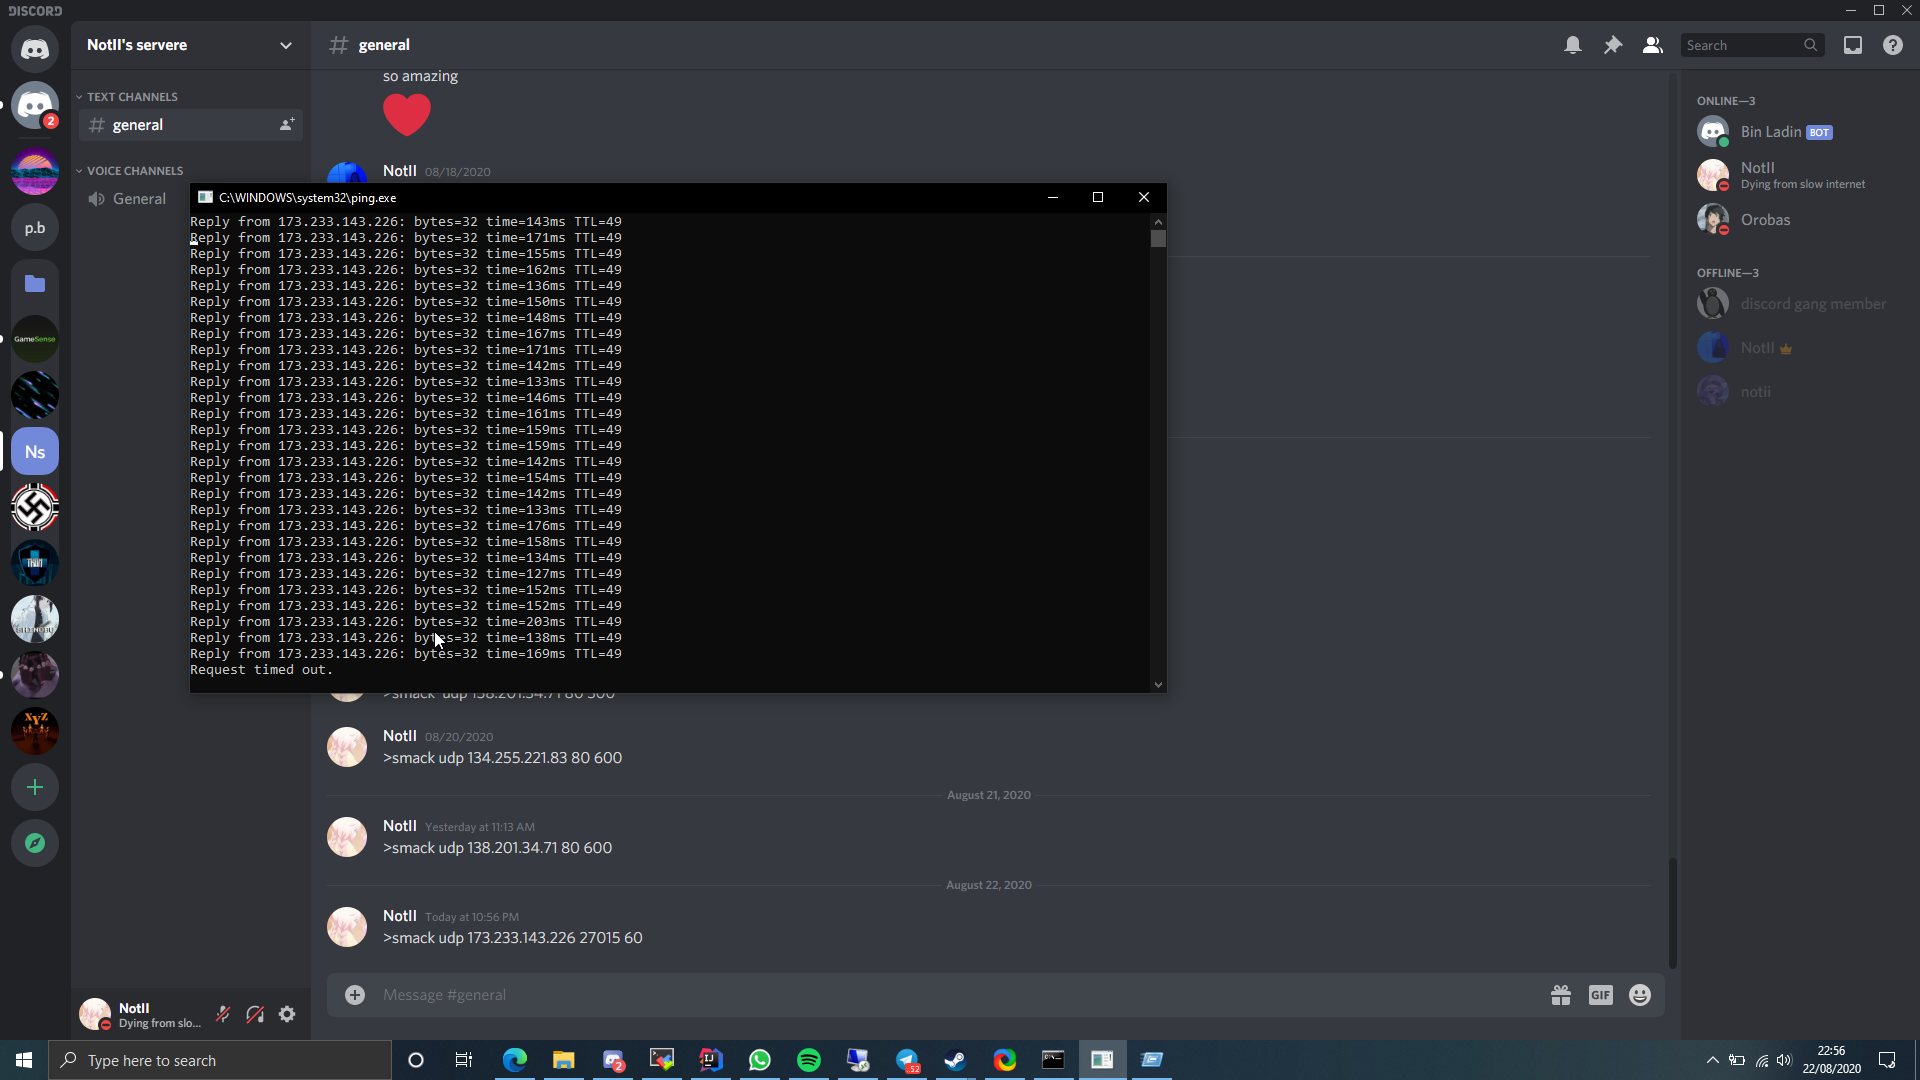 DISCORD
NotII's servere
general
Search
TEXT CHANNELS
general
VOICE CHANNELS
General
p.b
GameSense
Ns
XYZ
2
so amazing
NotII 08/18/2020
C:\WINDOWS\system32\ping.exe
Reply from 173.233.143.226: bytes=32 time=143ms TTL=49
Reply from 173.233.143.226: bytes=32 time=171ms TTL=49
Reply from 173.233.143.226: bytes=32 time=155ms TTL=49
Reply from 173.233.143.226: bytes=32 time=162ms TTL=49
Reply from 173.233.143.226: bytes=32 time=136ms TTL=49
Reply from 173.233.143.226: bytes=32 time=150ms TTL=49
Reply from 173.233.143.226: bytes=32 time=148ms TTL=49
Reply from 173.233.143.226: bytes=32 time=167ms TTL=49
Reply from 173.233.143.226: bytes=32 time=171ms TTL=49
Reply from 173.233.143.226: bytes=32 time=142ms TTL=49
Reply from 173.233.143.226: bytes=32 time=133ms TTL=49
Reply from 173.233.143.226: bytes=32 time=146ms TTL=49
Reply from 173.233.143.226: bytes=32 time=161ms TTL=49
Reply from 173.233.143.226: bytes=32 time=159ms TTL=49
Reply from 173.233.143.226: bytes=32 time=159ms TTL=49
Reply from 173.233.143.226: bytes=32 time=142ms TTL=49
Reply from 173.233.143.226: bytes=32 time=154ms TTL=49
Reply from 173.233.143.226: bytes=32 time=142ms TTL=49
Reply from 173.233.143.226: bytes=32 time=133ms TTL=49
Reply from 173.233.143.226: bytes=32 time=176ms TTL=49
Reply from 173.233.143.226: bytes=32 time=158ms TTL=49
Reply from 173.233.143.226: bytes=32 time=134ms TTL=49
Reply from 173.233.143.226: bytes=32 time=127ms TTL=49
Reply from 173.233.143.226: bytes=32 time=152ms TTL=49
Reply from 173.233.143.226: bytes=32 time=152ms TTL=49
Reply from 173.233.143.226: bytes=32 time=203ms TTL=49
Reply from 173.233.143.226: bytes=32 time=138ms TTL=49
Reply from 173.233.143.226: bytes=32 time=169ms TTL=49
Request timed out.
>smack udp 138.201.34.71 80 300
NotII 08/20/2020
>smack udp 134.255.221.83 80 600
August 21, 2020
NotII Yesterday at 11:13 AM
>smack udp 138.201.34.71 80 600
August 22, 2020
NotII Today at 10:56 PM
>smack udp 173.233.143.226 27015 60
Message #general
GIF
ONLINE—3
Bin Ladin BOT
NotII
Dying from slow internet
Orobas
OFFLINE—3
discord gang member
NotII
notii
NotII
Dying from slo...
Type here to search
2
52
22:56
22/08/2020